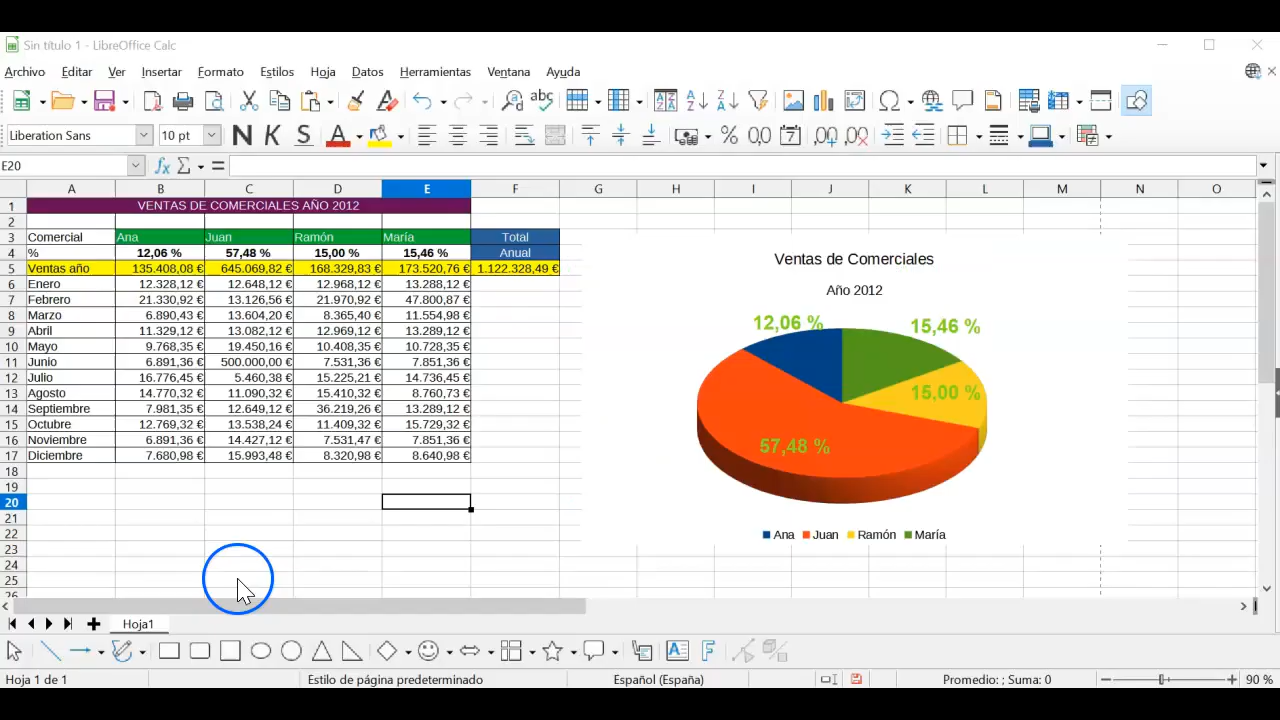 Sin título 1 - LibreOffice Calc
Archivo Editar Ver Insertar Formato Estilos Hoja Datos Herramientas Ventana Ayuda
Liberation Sans 10 pt N K S
E20
A B C D E F G H I J K L M N O
1 VENTAS DE COMERCIALES AÑO 2012
2
3 Comercial Ana Juan Ramón María Total
4 % 12,06 % 57,48 % 15,00 % 15,46 % Anual
5 Ventas año 135.408,08 € 645.069,82 € 168.329,83 € 173.520,76 € 1.122.328,49 €
6 Enero 12.328,12 € 12.648,12 € 12.968,12 € 13.288,12 €
7 Febrero 21.330,92 € 13.126,56 € 21.970,92 € 47.800,87 €
8 Marzo 6.890,43 € 13.604,20 € 8.365,40 € 11.554,98 €
9 Abril 11.329,12 € 13.082,12 € 12.969,12 € 13.289,12 €
10 Mayo 9.768,35 € 19.450,16 € 10.408,35 € 10.728,35 €
11 Junio 6.891,36 € 500.000,00 € 7.531,36 € 7.851,36 €
12 Julio 16.776,45 € 5.460,38 € 15.225,21 € 14.736,45 €
13 Agosto 14.770,32 € 11.090,32 € 15.410,32 € 8.760,73 €
14 Septiembre 7.981,35 € 12.649,12 € 36.219,26 € 13.289,12 €
15 Octubre 12.769,32 € 13.538,24 € 11.409,32 € 15.729,32 €
16 Noviembre 6.891,36 € 14.427,12 € 7.531,47 € 7.851,36 €
17 Diciembre 7.680,98 € 15.993,48 € 8.320,98 € 8.640,98 €
18
19
20
21
22
23
24
25
26
Ventas de Comerciales
Año 2012
12,06 % 15,46 %
15,00 %
57,48 %
Ana Juan Ramón María
Hoja1
Hoja 1 de 1 Estilo de página predeterminado Español (España) Promedio: ; Suma: 0 90 %